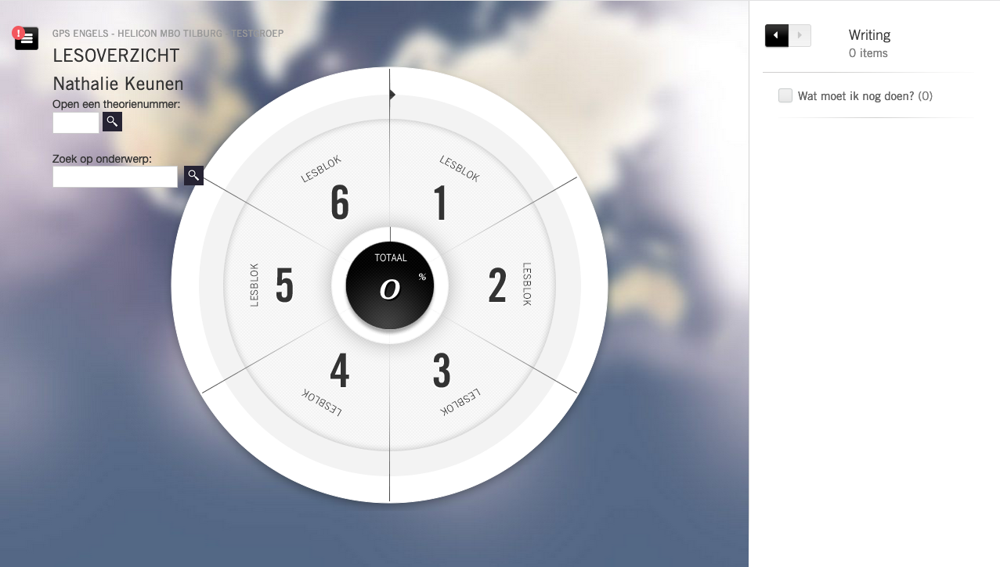 !
GPS ENGELS - HELICON MBO TILBURG - TESTGROEP
LESOVERZICHT
Nathalie Keunen
Open een theorienummer:
Zoek op onderwerp:
LESBLOK
6
LESBLOK
1
LESBLOK
5
TOTAAL
0 %
2
LESBLOK
4
LESBLOK
3
LESBLOK
Writing
0 items
Wat moet ik nog doen? (0)